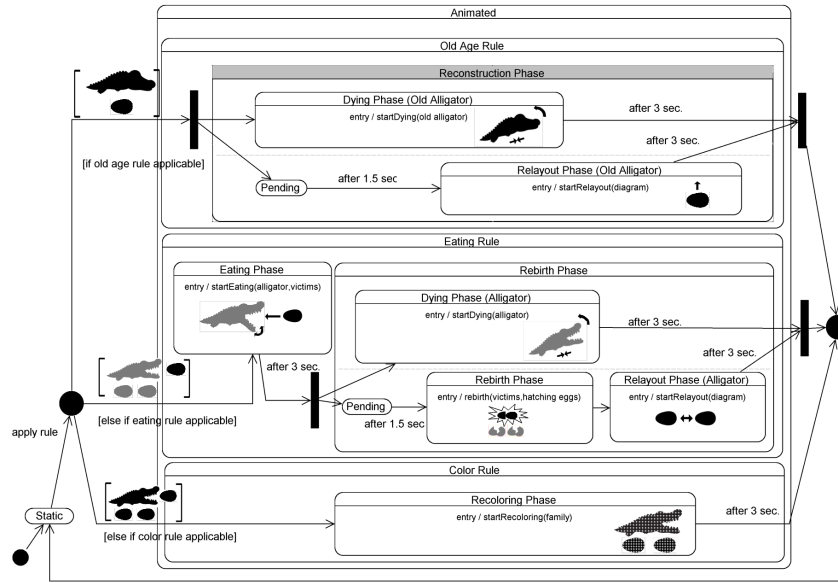 Animated
Old Age Rule
Reconstruction Phase
Dying Phase (Old Alligator)
entry / startDying(old alligator)
after 3 sec.
after 3 sec.
[if old age rule applicable]
Pending
after 1.5 sec
Relayout Phase (Old Alligator)
entry / startRelayout(diagram)
Eating Rule
Eating Phase
entry / startEating(alligator,victims)
Rebirth Phase
Dying Phase (Alligator)
entry / startDying(alligator)
after 3 sec.
after 3 sec.
after 3 sec.
Rebirth Phase
entry / rebirth(victims,hatching eggs)
Relayout Phase (Alligator)
entry / startRelayout(diagram)
Pending
after 1.5 sec
[else if eating rule applicable]
apply rule
Color Rule
Recoloring Phase
entry / startRecoloring(family)
after 3 sec.
Static
[else if color rule applicable]